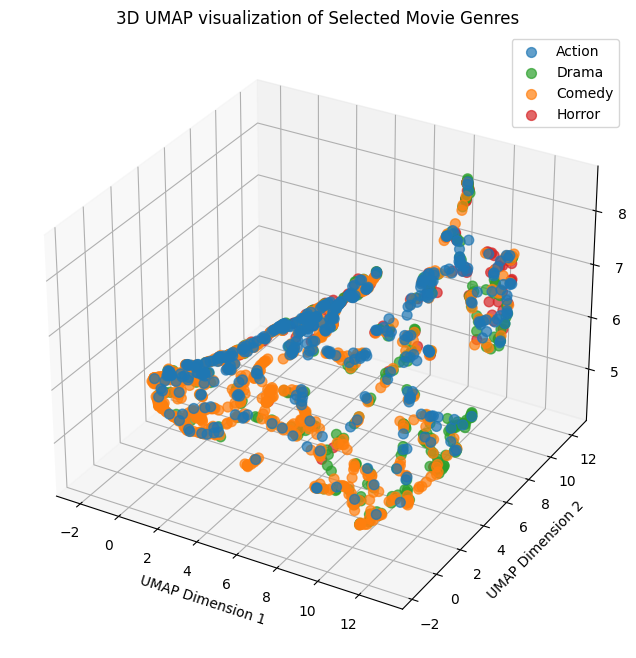 3D UMAP visualization of Selected Movie Genres
Action
Drama
Comedy
Horror
8
7
6
5
12
10
8
6
4
2
0
−2
UMAP Dimension 2
−2
0
2
4
6
8
10
12
UMAP Dimension 1